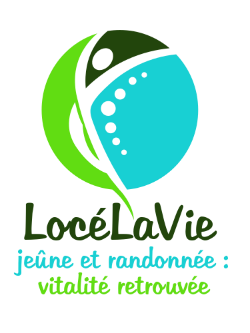 LocéLaVie
jeûne et randonnée :
vitalité retrouvée